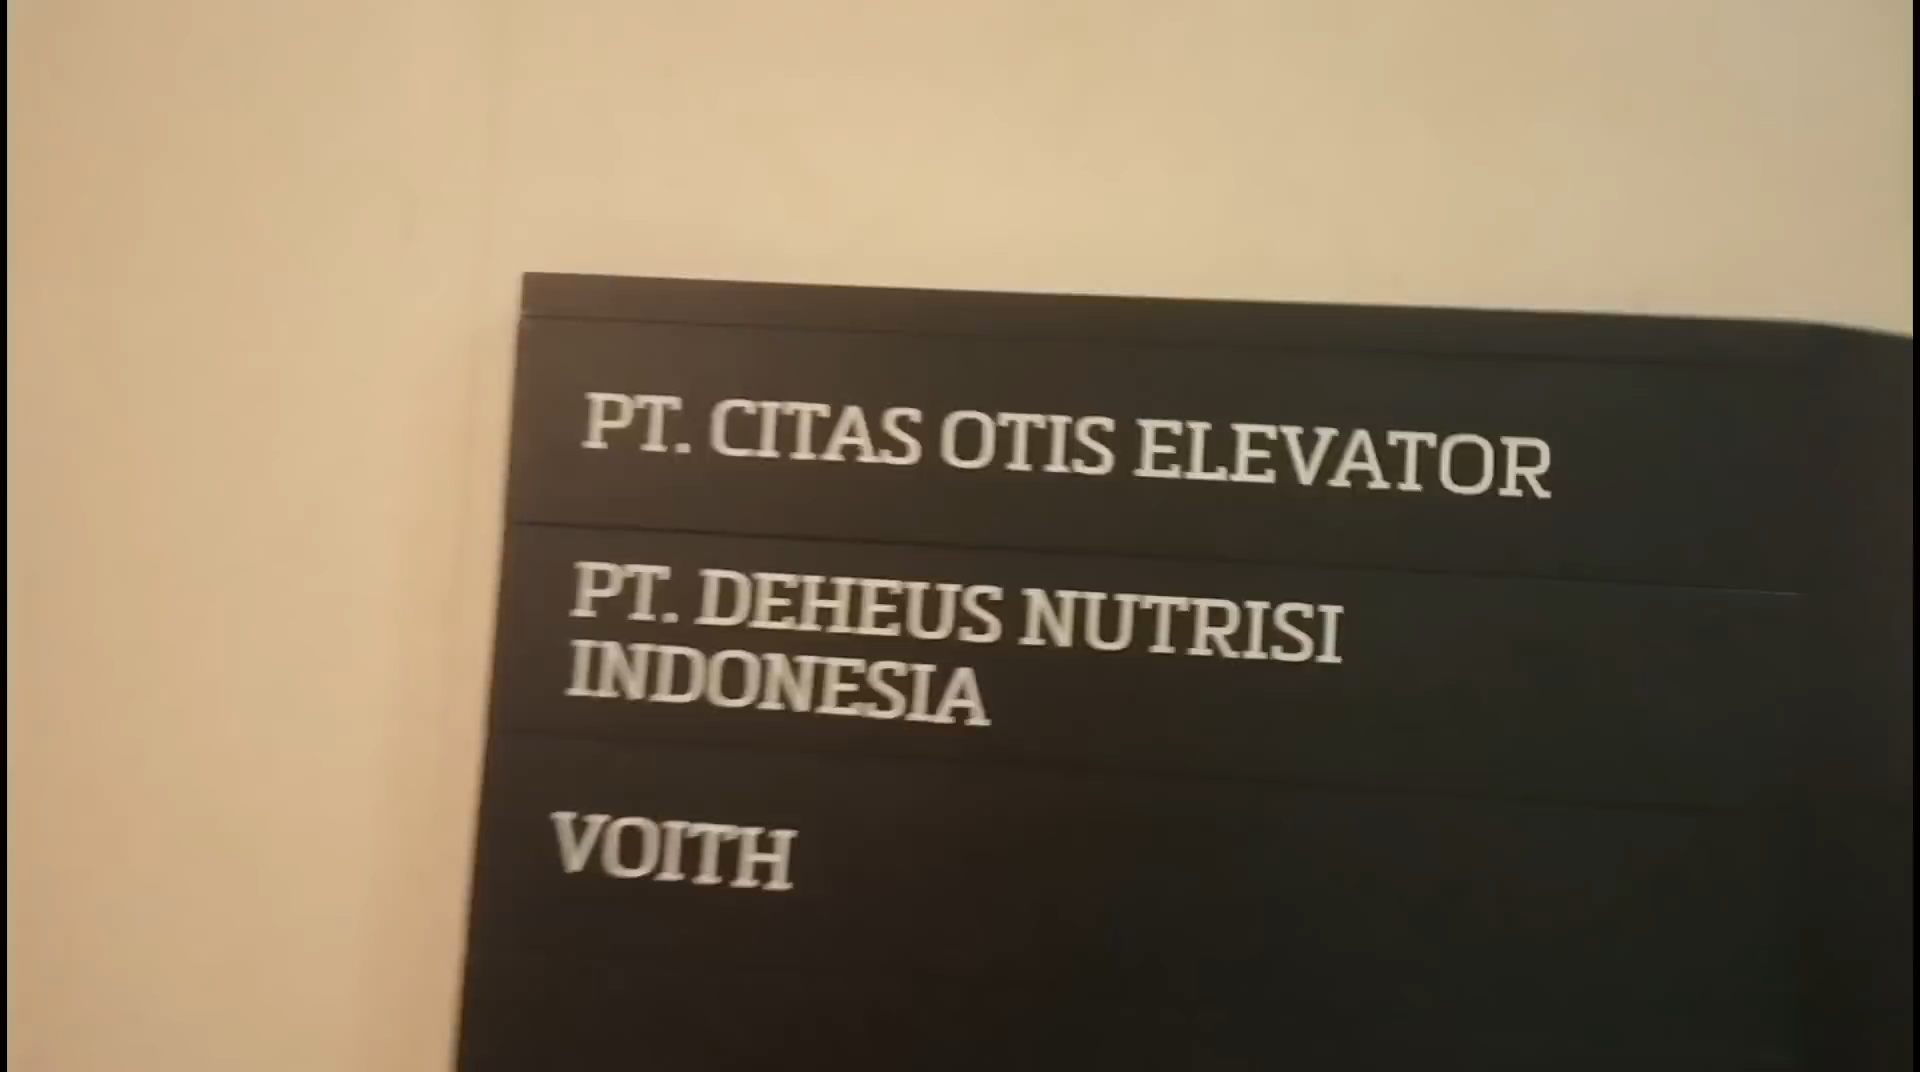 PT. CITAS OTIS ELEVATOR
PT. DEHEUS NUTRISI
INDONESIA
VOITH